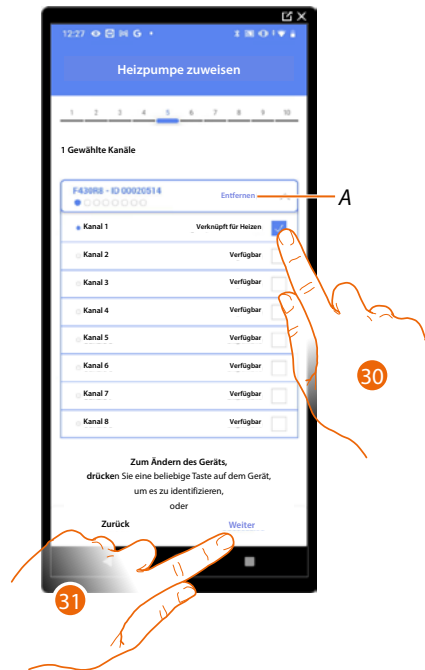 12:27
Heizpumpe zuweisen
1 2 3 4 5 6 7 8 9 10
1 Gewählte Kanäle
F430R8 - ID 00020514
Entfernen
A
Kanal 1 Verknüpft für Heizen
Kanal 2 Verfügbar
Kanal 3 Verfügbar
Kanal 4 Verfügbar
Kanal 5 Verfügbar
Kanal 6 Verfügbar
Kanal 7 Verfügbar
Kanal 8 Verfügbar
30
Zum Ändern des Geräts,
drücken Sie eine beliebige Taste auf dem Gerät,
um es zu identifizieren,
oder
Zurück Weiter
31